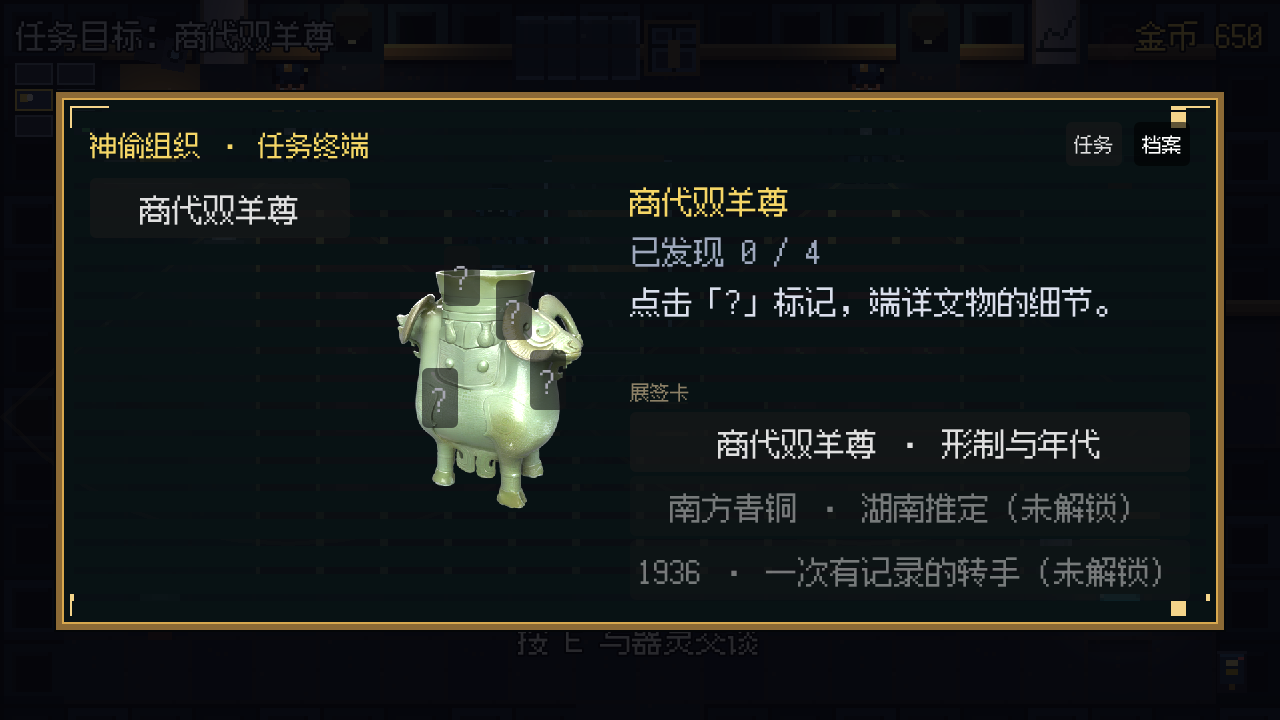 任务目标：商代双羊尊
金币 650
神偷组织 · 任务终端
任务
档案
商代双羊尊
商代双羊尊
已发现 0 / 4
点击「?」标记，端详文物的细节。
?
?
?
?
展签卡
商代双羊尊 · 形制与年代
南方青铜 · 湖南推定（未解锁）
1936 · 一次有记录的转手（未解锁）
按 E 与器灵交谈